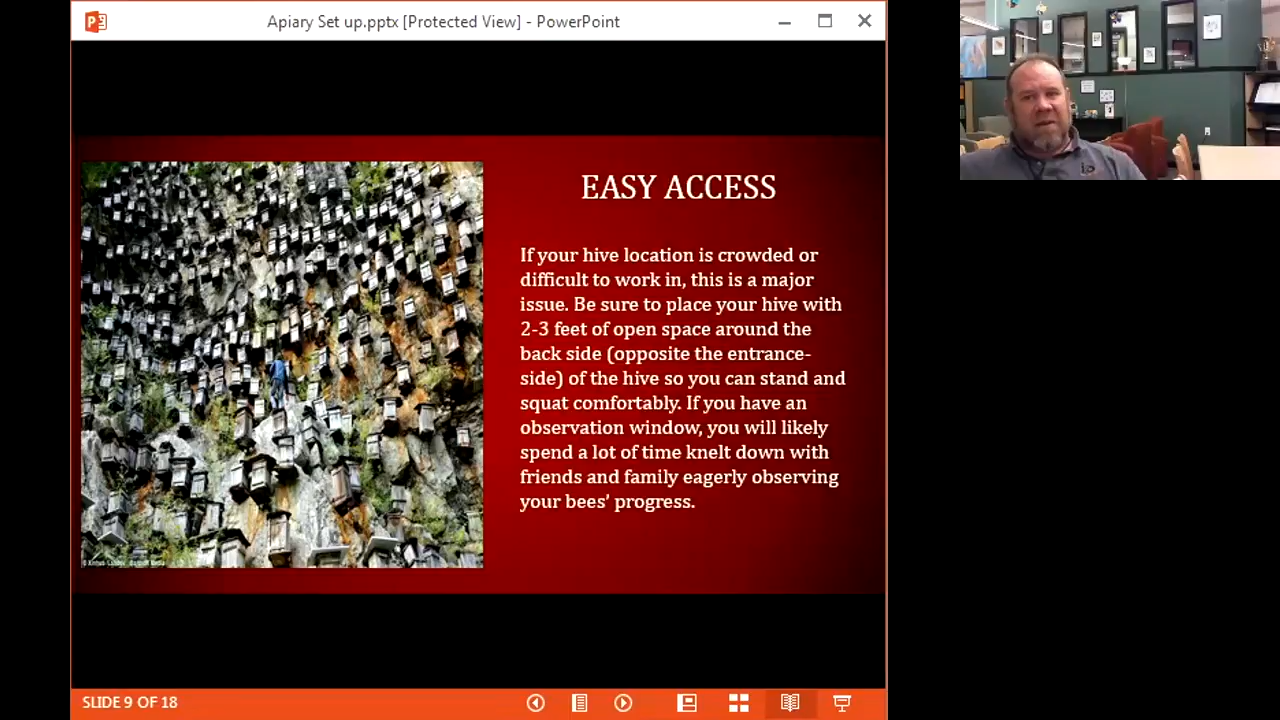 Apiary Set up.pptx [Protected View] - PowerPoint
EASY ACCESS
If your hive location is crowded or
difficult to work in, this is a major
issue. Be sure to place your hive with
2-3 feet of open space around the
back side (opposite the entrance-
side) of the hive so you can stand and
squat comfortably. If you have an
observation window, you will likely
spend a lot of time knelt down with
friends and family eagerly observing
your bees’ progress.
SLIDE 9 OF 18